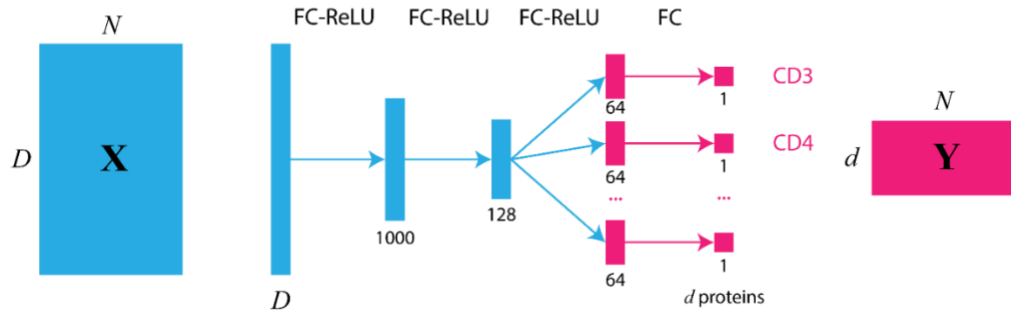 N
D
X
FC-ReLU FC-ReLU FC-ReLU FC
D
1000
128
64 1 CD3
64 1 CD4
... ...
64 1
d proteins
N
d
Y